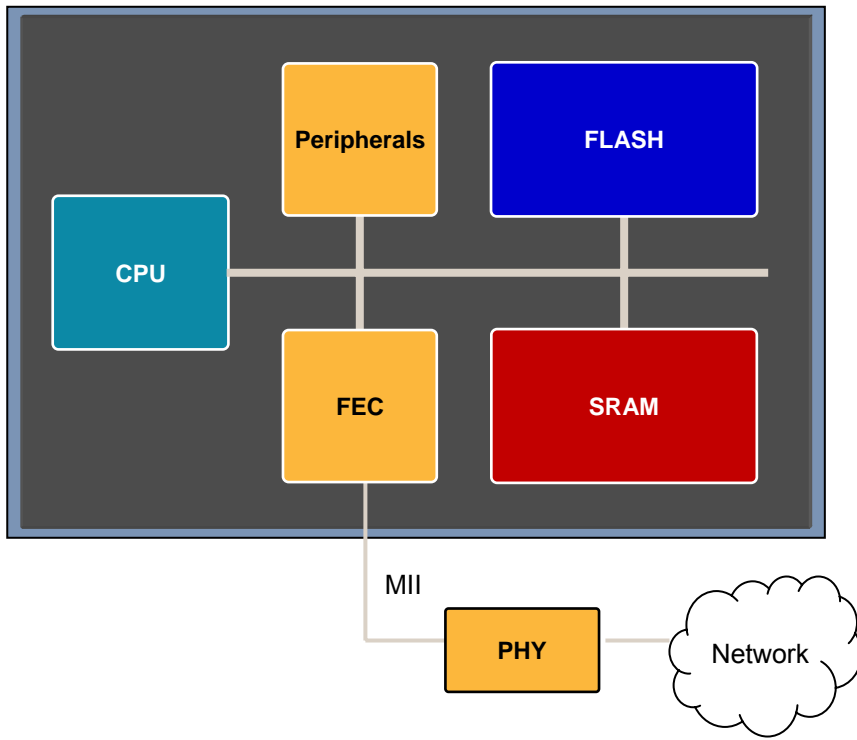 Peripherals
FLASH
CPU
FEC
SRAM
MII
PHY
Network